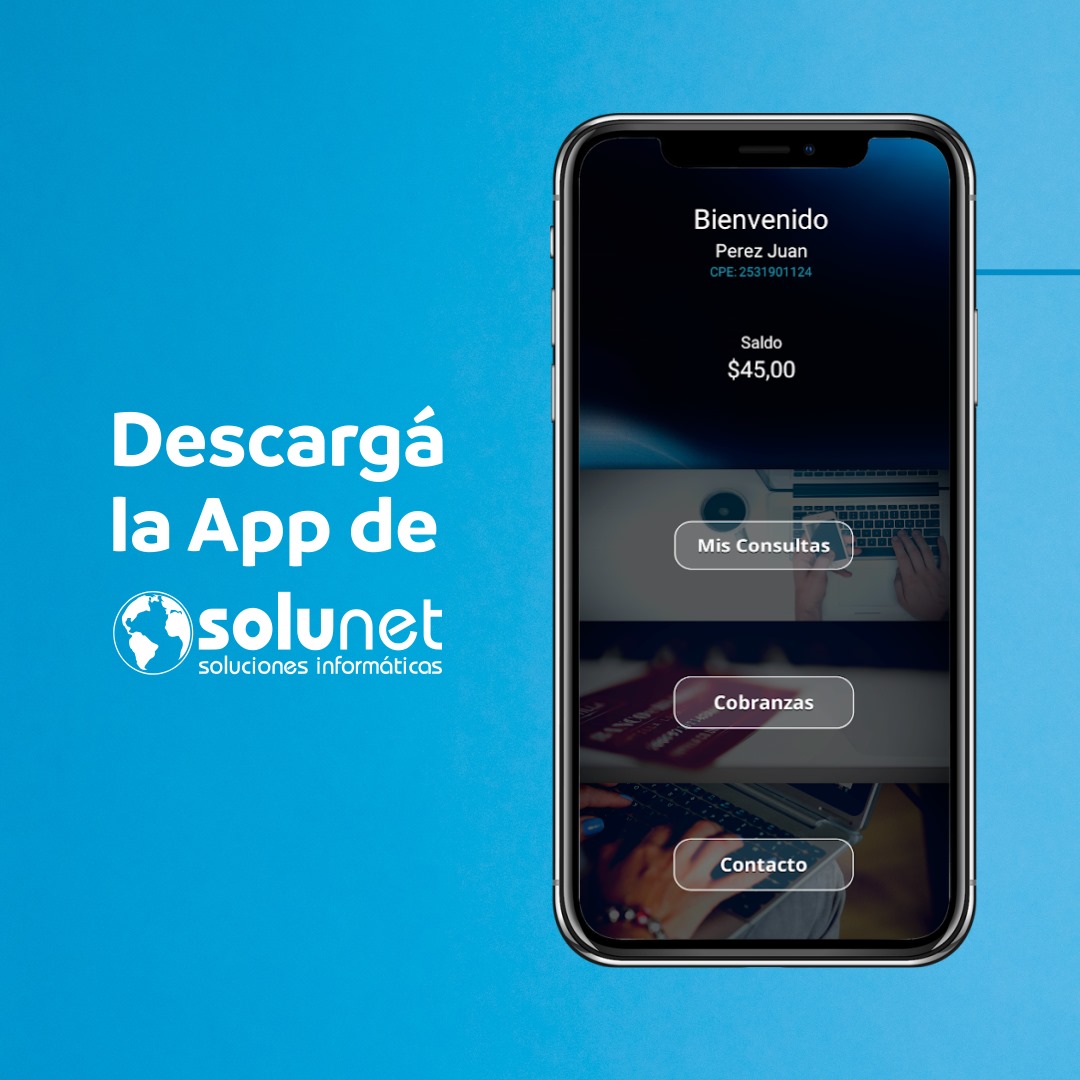 Descargá
la App de
solunet
soluciones informáticas
Bienvenido
Perez Juan
CPE: 2531901124
Saldo
$45,00
Mis Consultas
Cobranzas
Contacto